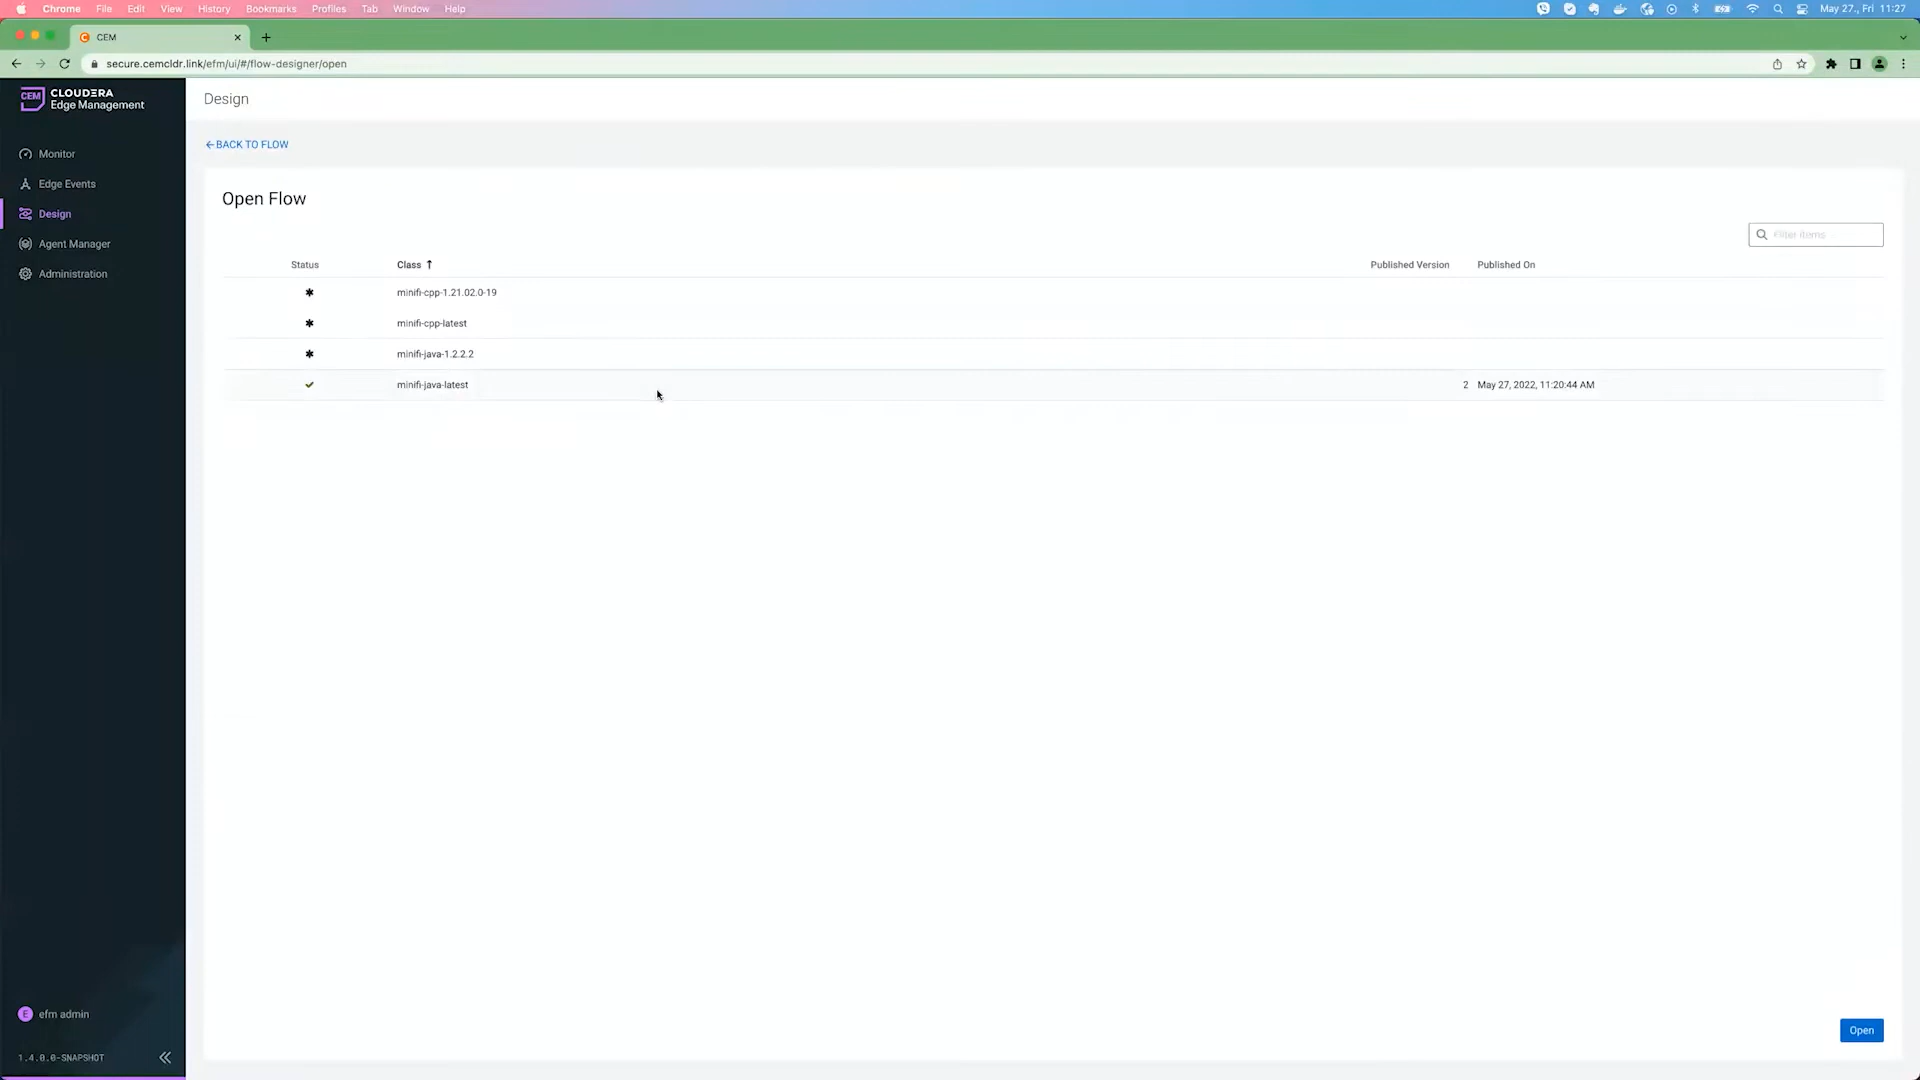 Chrome File Edit View History Bookmarks Profiles Tab Window Help May 27., Fri 11:27
CEM
secure.cemcldr.link/efm/ui/#/flow-designer/open
CEM CLOUDERA
Edge Management
Design
BACK TO FLOW
Monitor
Edge Events
Design
Agent Manager
Administration
Open Flow
Filter items
Status Class Published Version Published On
minifi-cpp-1.21.02.0-19
minifi-cpp-latest
minifi-java-1.2.2.2
minifi-java-latest 2 May 27, 2022, 11:20:44 AM
E efm admin
Open
1.4.0.0-SNAPSHOT